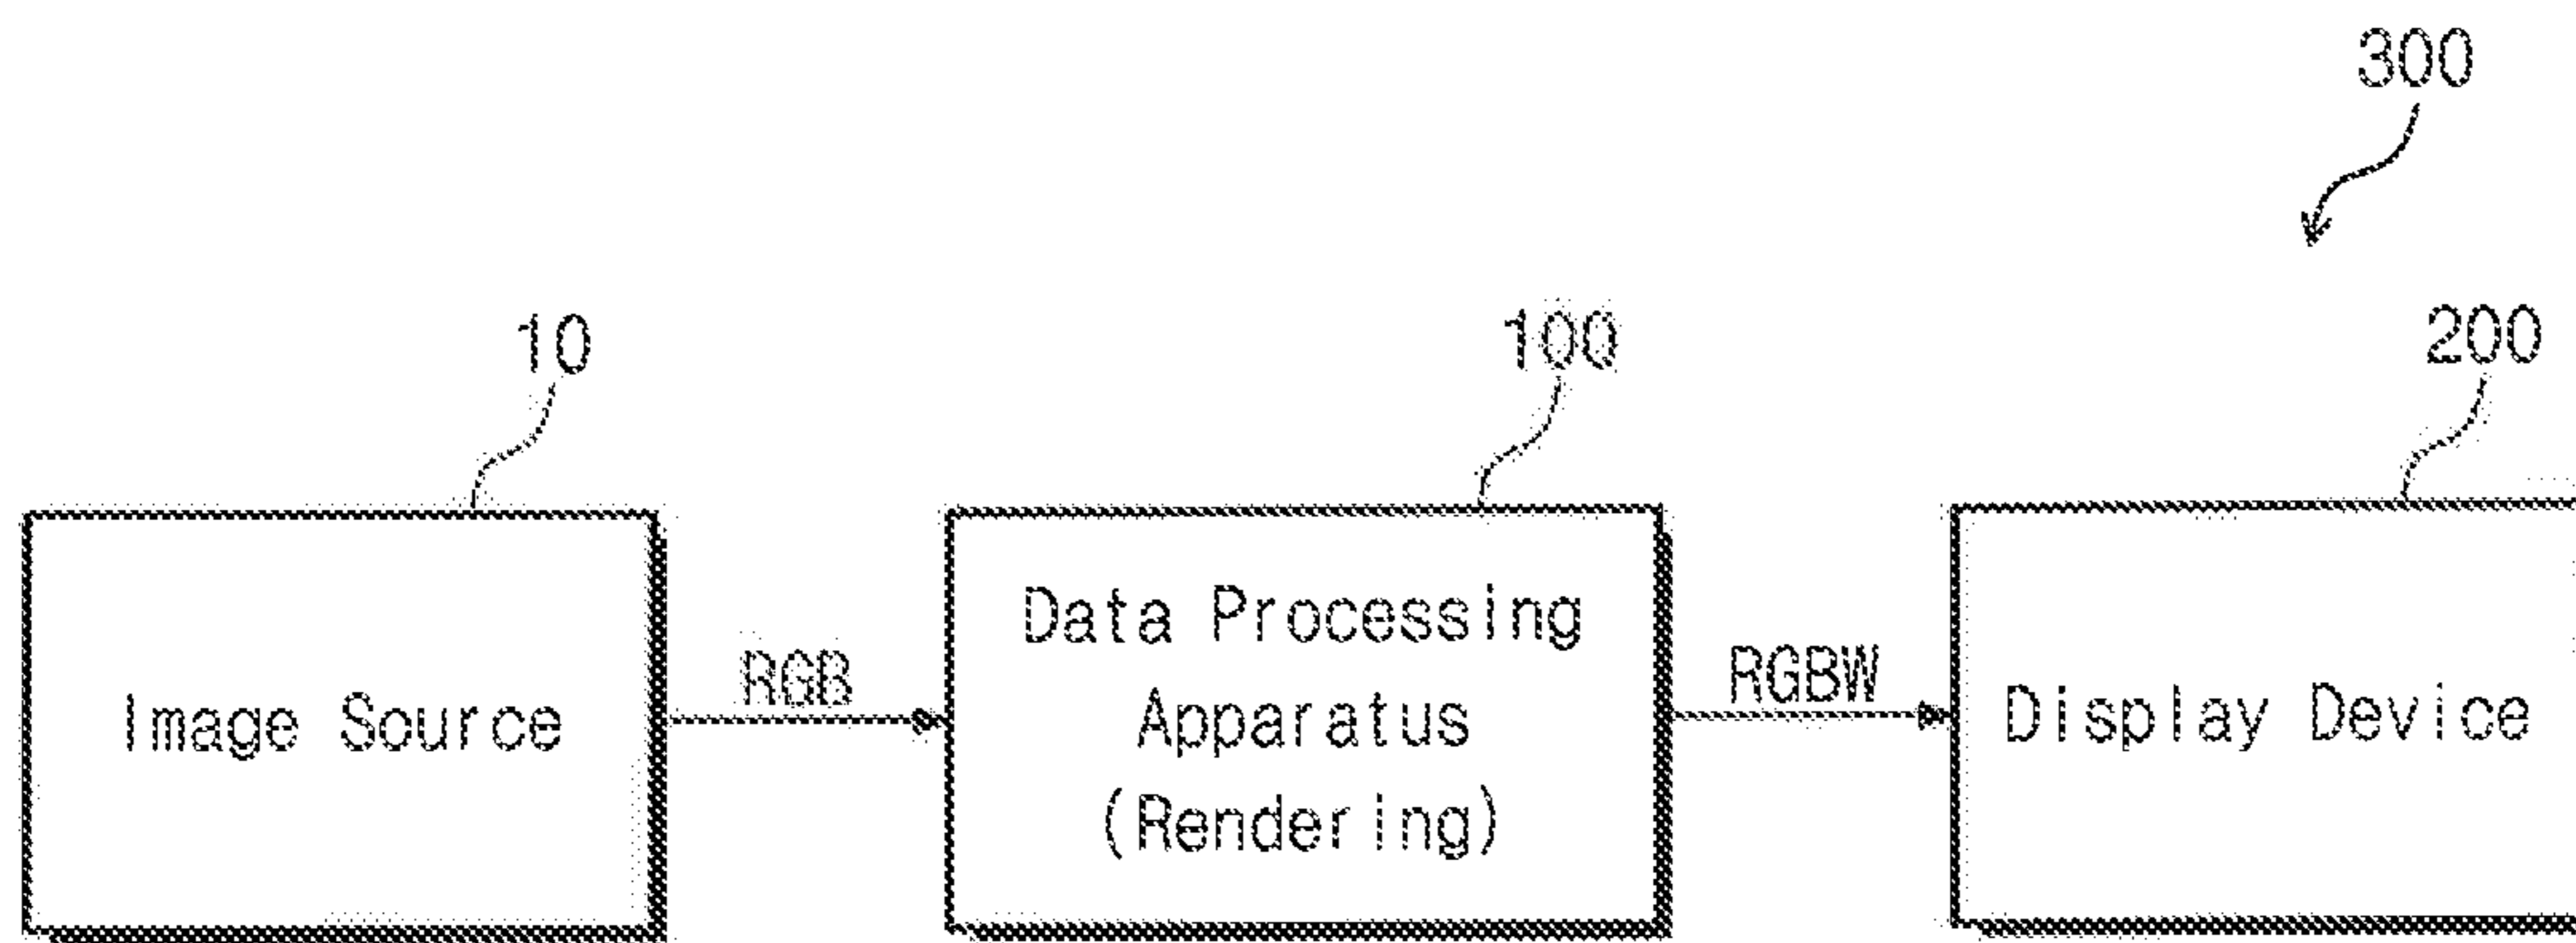 300
10
100
200
Image Source
RGB
Data Processing
Apparatus
(Rendering)
RGBW
Display Device